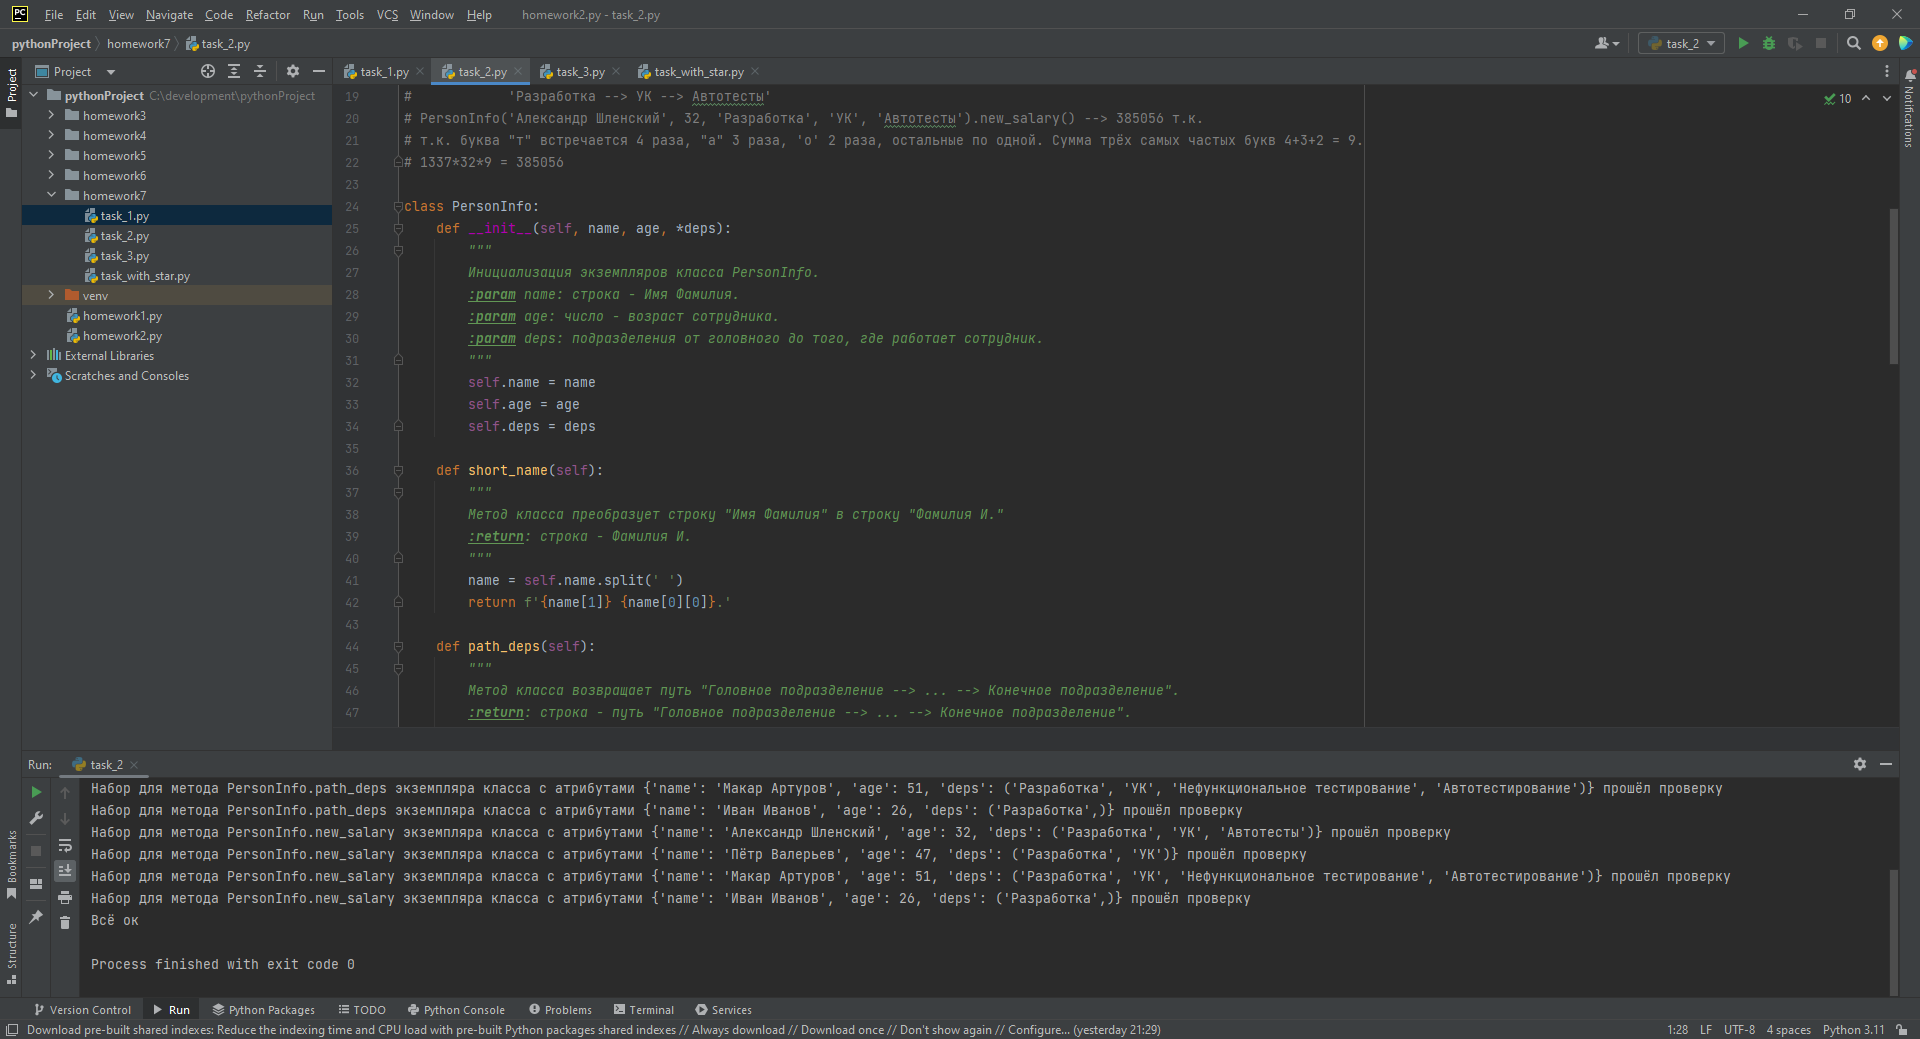 PC File Edit View Navigate Code Refactor Run Tools VCS Window Help homework2.py - task_2.py
pythonProject homework7 task_2.py
task_2
Project
Project
pythonProject C:\development\pythonProject
homework3
homework4
homework5
homework6
homework7
task_1.py
task_2.py
task_3.py
task_with_star.py
venv
homework1.py
homework2.py
External Libraries
Scratches and Consoles
task_1.py task_2.py task_3.py task_with_star.py
10
Notifications
19 # 'Разработка --> УК --> Автотесты'
20 # PersonInfo('Александр Шленский', 32, 'Разработка', 'УК', 'Автотесты').new_salary() --> 385056 т.к.
21 # т.к. буква "т" встречается 4 раза, "а" 3 раза, 'о' 2 раза, остальные по одной. Сумма трёх самых частых букв 4+3+2 = 9.
22 # 1337*32*9 = 385056
23
24 class PersonInfo:
25 def __init__(self, name, age, *deps):
26 """
27 Инициализация экземпляров класса PersonInfo.
28 :param name: строка - Имя Фамилия.
29 :param age: число - возраст сотрудника.
30 :param deps: подразделения от головного до того, где работает сотрудник.
31 """
32 self.name = name
33 self.age = age
34 self.deps = deps
35
36 def short_name(self):
37 """
38 Метод класса преобразует строку "Имя Фамилия" в строку "Фамилия И."
39 :return: строка - Фамилия И.
40 """
41 name = self.name.split(' ')
42 return f'{name[1]} {name[0][0]}.'
43
44 def path_deps(self):
45 """
46 Метод класса возвращает путь "Головное подразделение --> ... --> Конечное подразделение".
47 :return: строка - путь "Головное подразделение --> ... --> Конечное подразделение".
Run: task_2
Набор для метода PersonInfo.path_deps экземпляра класса с атрибутами {'name': 'Макар Артуров', 'age': 51, 'deps': ('Разработка', 'УК', 'Нефункциональное тестирование', 'Автотестирование')} прошёл проверку
Набор для метода PersonInfo.path_deps экземпляра класса с атрибутами {'name': 'Иван Иванов', 'age': 26, 'deps': ('Разработка',)} прошёл проверку
Набор для метода PersonInfo.new_salary экземпляра класса с атрибутами {'name': 'Александр Шленский', 'age': 32, 'deps': ('Разработка', 'УК', 'Автотесты')} прошёл проверку
Набор для метода PersonInfo.new_salary экземпляра класса с атрибутами {'name': 'Пётр Валерьев', 'age': 47, 'deps': ('Разработка', 'УК')} прошёл проверку
Набор для метода PersonInfo.new_salary экземпляра класса с атрибутами {'name': 'Макар Артуров', 'age': 51, 'deps': ('Разработка', 'УК', 'Нефункциональное тестирование', 'Автотестирование')} прошёл проверку
Набор для метода PersonInfo.new_salary экземпляра класса с атрибутами {'name': 'Иван Иванов', 'age': 26, 'deps': ('Разработка',)} прошёл проверку
Всё ок
Process finished with exit code 0
Bookmarks
Structure
Version Control Run Python Packages TODO Python Console Problems Terminal Services
Download pre-built shared indexes: Reduce the indexing time and CPU load with pre-built Python packages shared indexes // Always download // Download once // Don't show again // Configure... (yesterday 21:29) 1:28 LF UTF-8 4 spaces Python 3.11